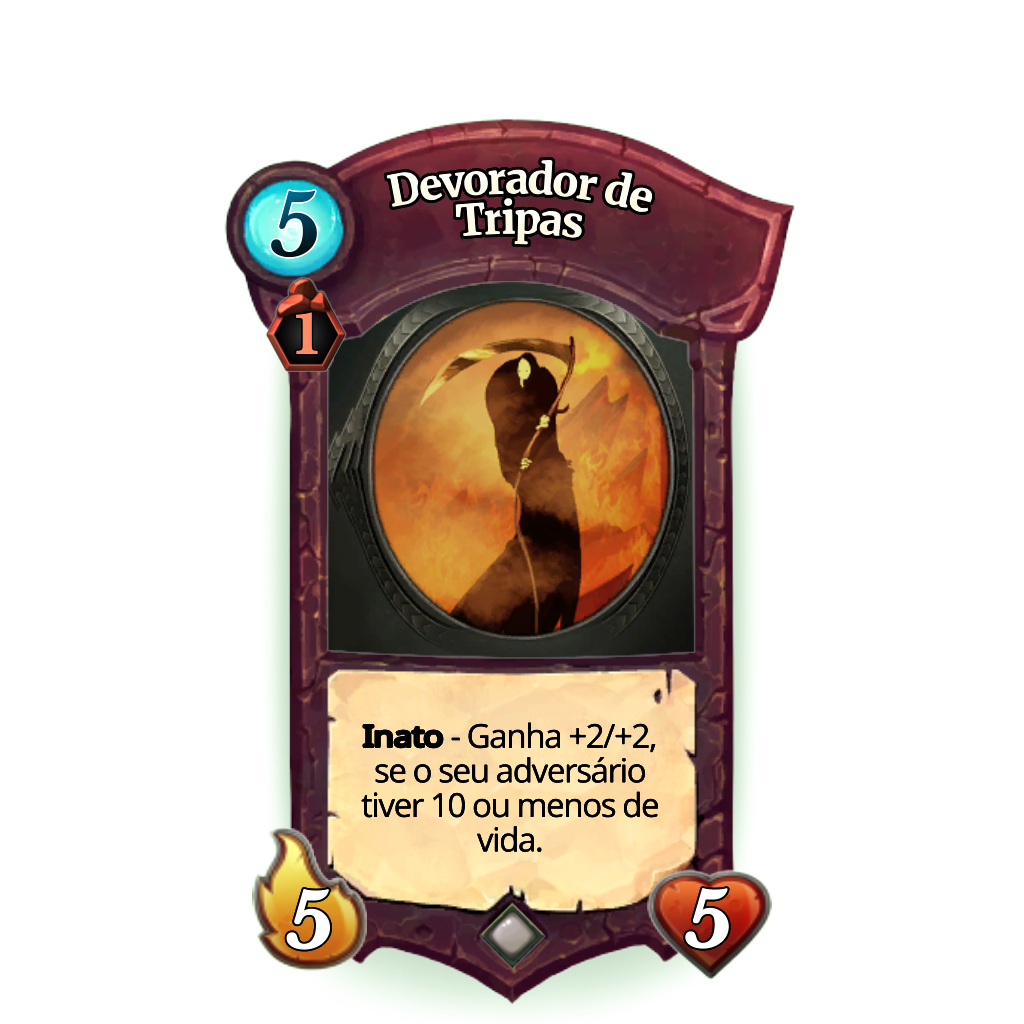 5
Devorador de
Tripas
1
Inato - Ganha +2/+2,
se o seu adversário
tiver 10 ou menos de
vida.
5
5